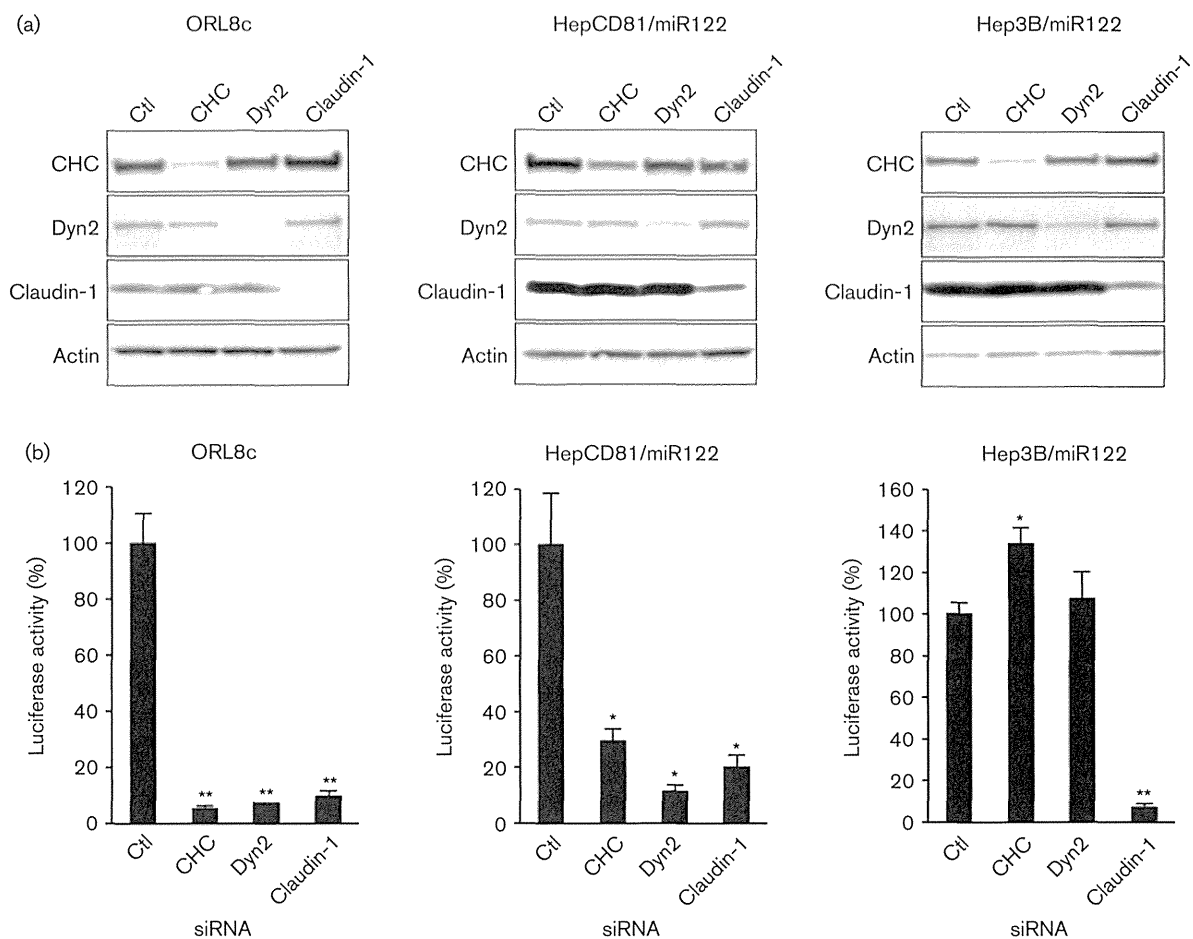 (a)
ORL8c
HepCD81/miR122
Hep3B/miR122
Ctl
CHC
Dyn2
Claudin-1
Ctl
CHC
Dyn2
Claudin-1
Ctl
CHC
Dyn2
Claudin-1
CHC
Dyn2
Claudin-1
Actin
CHC
Dyn2
Claudin-1
Actin
CHC
Dyn2
Claudin-1
Actin
(b)
ORL8c
Luciferase activity (%)
120
100
80
60
40
20
0
**
**
**
Ctl
CHC
Dyn2
Claudin-1
siRNA
HepCD81/miR122
Luciferase activity (%)
120
100
80
60
40
20
0
*
*
*
Ctl
CHC
Dyn2
Claudin-1
siRNA
Hep3B/miR122
Luciferase activity (%)
160
140
120
100
80
60
40
20
0
*
**
Ctl
CHC
Dyn2
Claudin-1
siRNA